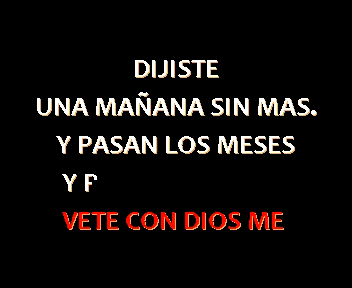 DIJISTE
UNA MAÑANA SIN MAS.
Y PASAN LOS MESES
Y
VETE CON DIOS ME